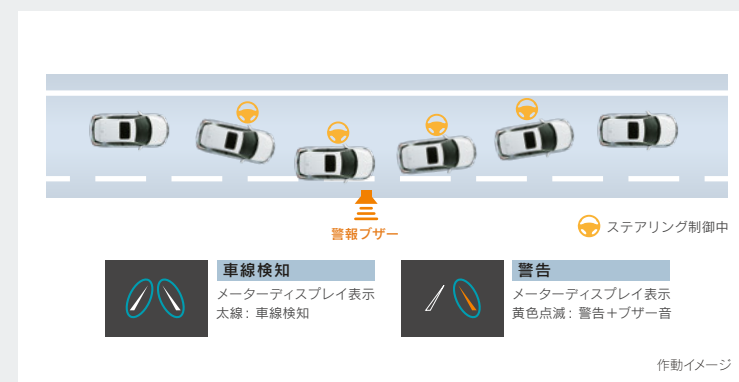 警報ブザー
ステアリング制御中
車線検知
メーターディスプレイ表示
太線：車線検知
警告
メーターディスプレイ表示
黄色点滅：警告＋ブザー音
作動イメージ